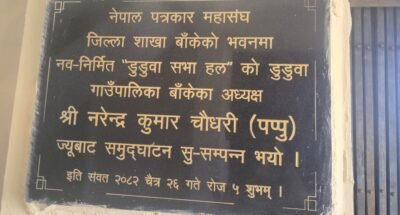 नेपाल पत्रकार महासंघ
जिल्ला शाखा बाँकेको भवनमा
नव-निर्मित "डुडुवा सभा हल" को डुडुवा
गाउँपालिका बाँकेका अध्यक्ष
श्री नरेन्द्र कुमार चौधरी (पप्पु)
ज्यूबाट समुद्घाटन सु-सम्पन्न भयो ।
इति संवत २०८२ चैत्र २६ गते रोज ५ शुभम् ।